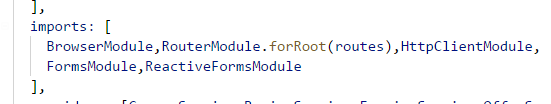 ],
imports: [
BrowserModule,RouterModule.forRoot(routes),HttpClientModule,
FormsModule,ReactiveFormsModule
],